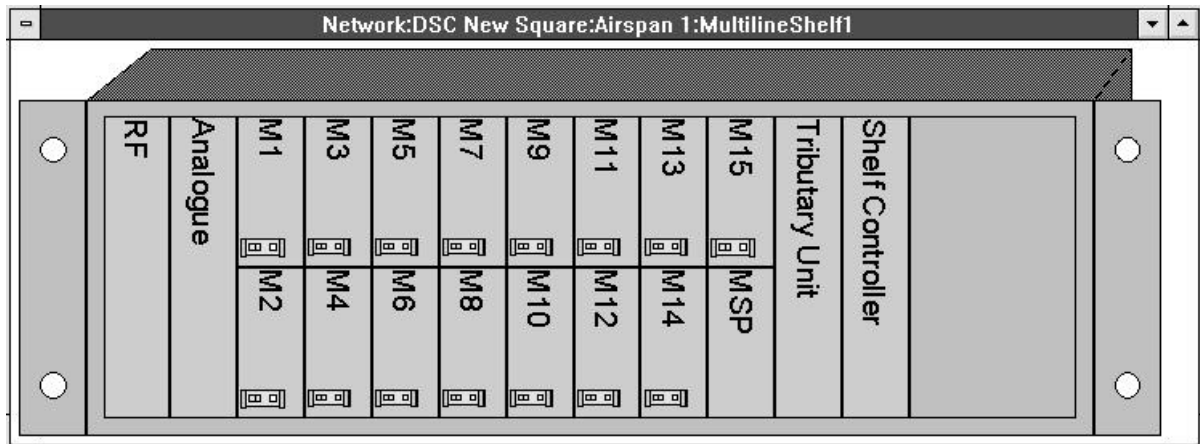 Network:DSC New Square:Airspan 1:MultilineShelf1
RF
Analogue
M1
M3
M5
M7
M9
M11
M13
M15
Tributary Unit
Shelf Controller
M2
M4
M6
M8
M10
M12
M14
MSP